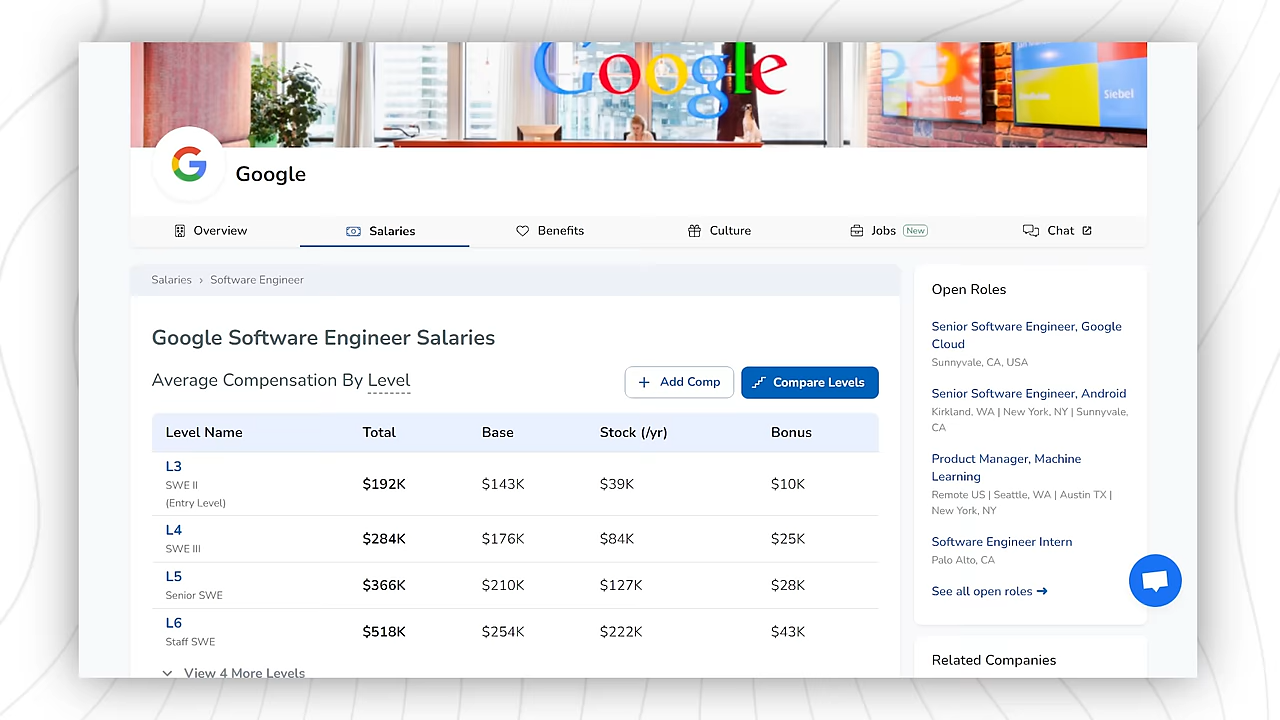 Google
Siebel
Google
Overview
Salaries
Benefits
Culture
Jobs New
Chat
Salaries › Software Engineer
Google Software Engineer Salaries
Average Compensation By Level
+ Add Comp
Compare Levels
Level Name Total Base Stock (/yr) Bonus
L3
SWE II
(Entry Level)
$192K $143K $39K $10K
L4
SWE III
$284K $176K $84K $25K
L5
Senior SWE
$366K $210K $127K $28K
L6
Staff SWE
$518K $254K $222K $43K
View 4 More Levels
Open Roles
Senior Software Engineer, Google
Cloud
Sunnyvale, CA, USA
Senior Software Engineer, Android
Kirkland, WA | New York, NY | Sunnyvale,
CA
Product Manager, Machine
Learning
Remote US | Seattle, WA | Austin TX |
New York, NY
Software Engineer Intern
Palo Alto, CA
See all open roles →
Related Companies